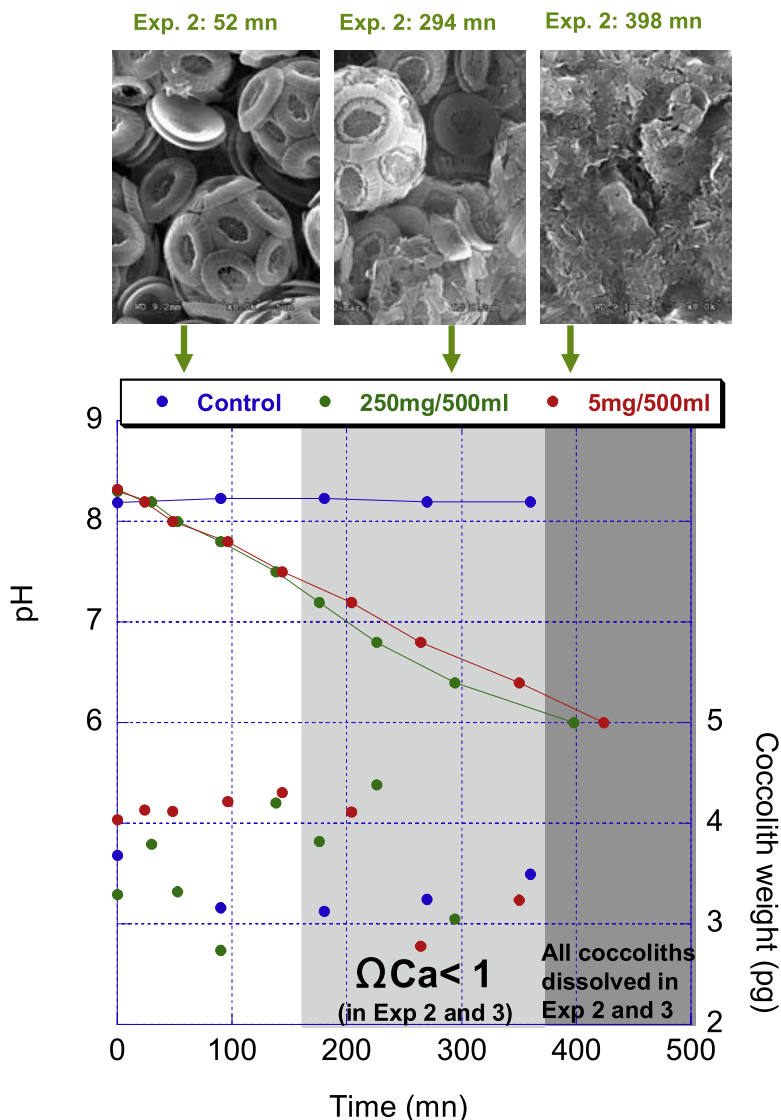 Exp. 2: 52 mn
Exp. 2: 294 mn
Exp. 2: 398 mn
Control
250mg/500ml
5mg/500ml
9
8
7
6
pH
5
4
3
2
Coccolith weight (pg)
ΩCa< 1
(in Exp 2 and 3)
All coccoliths
dissolved in
Exp 2 and 3
0 100 200 300 400 500
Time (mn)